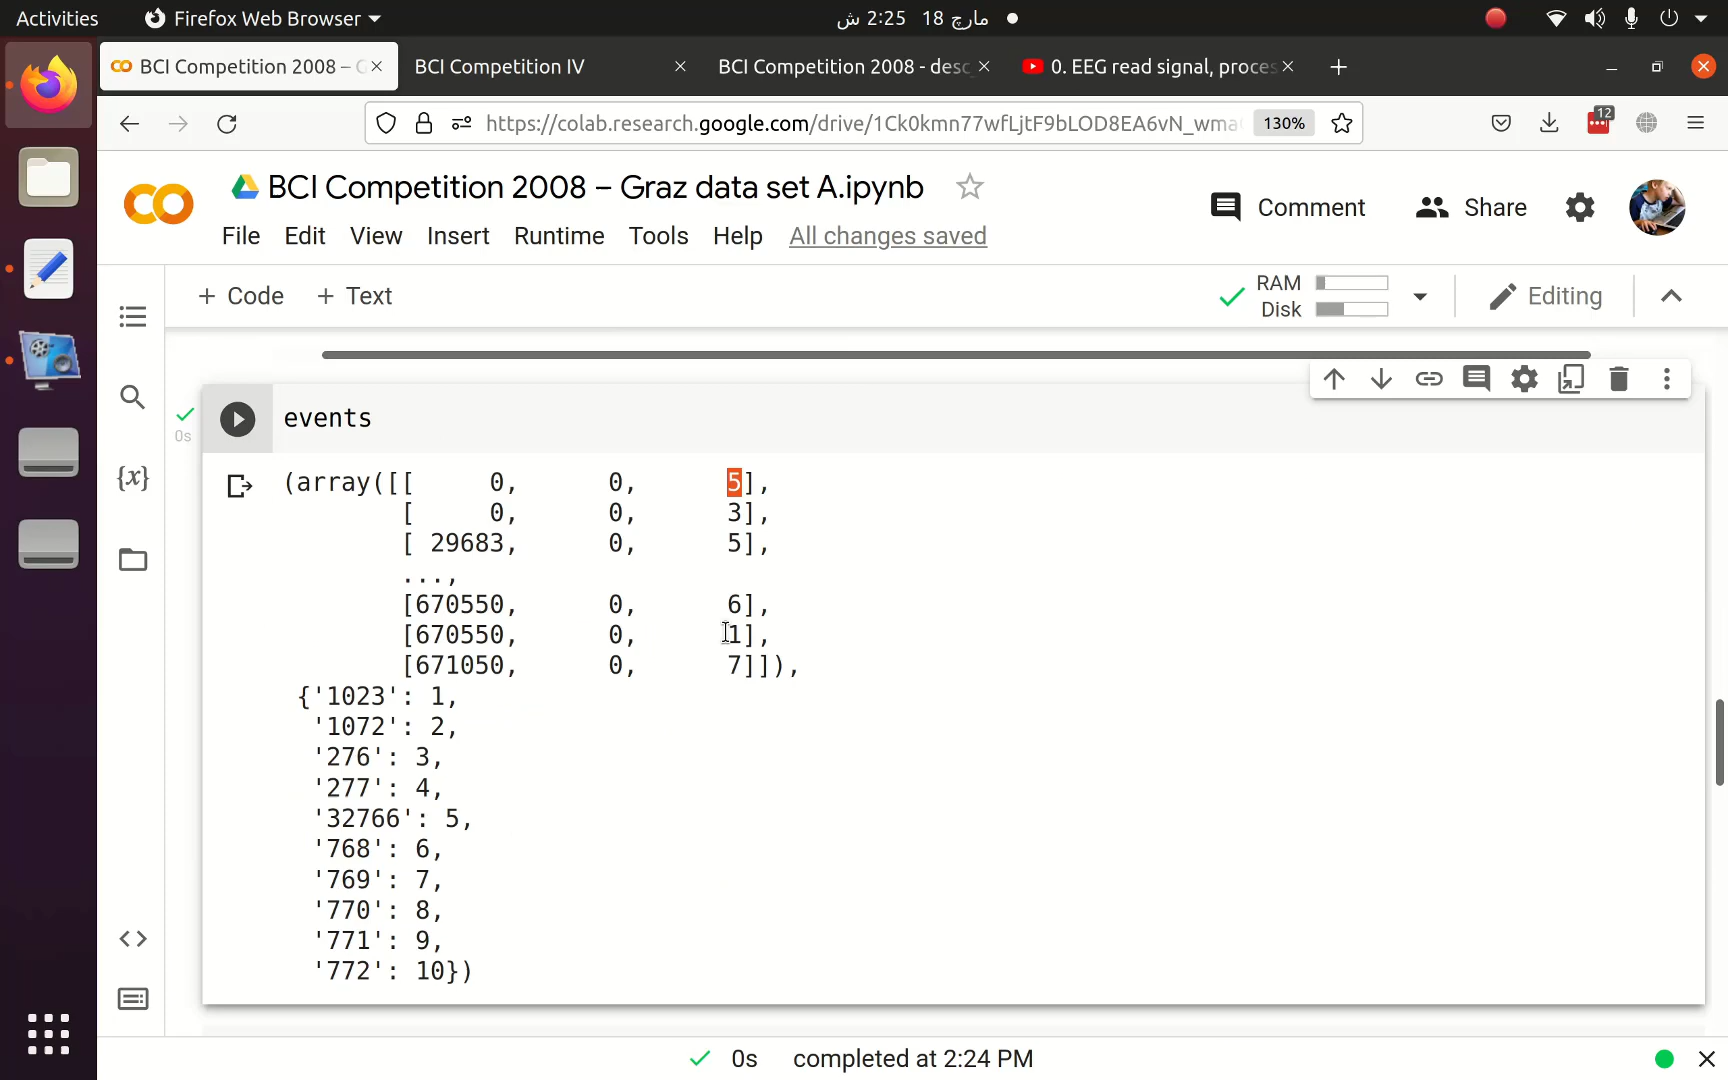 Activities Firefox Web Browser مارچ 18 2:25 ش
BCI Competition 2008 – G BCI Competition IV BCI Competition 2008 - desc 0. EEG read signal, proces
https://colab.research.google.com/drive/1Ck0kmn77wfLjtF9bLOD8EA6vN_wma 130% 12
BCI Competition 2008 – Graz data set A.ipynb
Comment Share
File Edit View Insert Runtime Tools Help All changes saved
+ Code + Text RAM Disk Editing
{x}
0s
events
(array([[     0,      0,      5],
[     0,      0,      3],
[ 29683,      0,      5],
...,
[670550,      0,      6],
[670550,      0,      1],
[671050,      0,      7]]),
{'1023': 1,
'1072': 2,
'276': 3,
'277': 4,
'32766': 5,
'768': 6,
'769': 7,
'770': 8,
'771': 9,
'772': 10})
0s completed at 2:24 PM